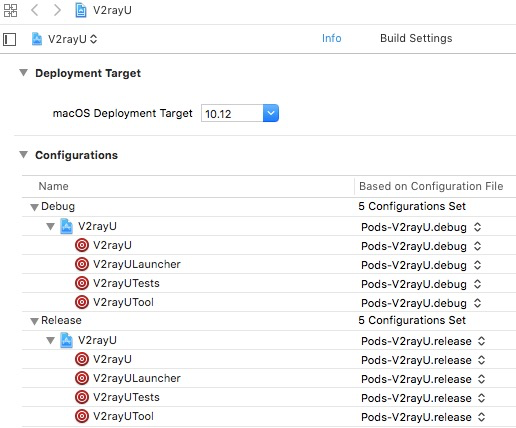 V2rayU
V2rayU Info Build Settings
Deployment Target
macOS Deployment Target 10.12
Configurations
Name Based on Configuration File
Debug 5 Configurations Set
V2rayU Pods-V2rayU.debug
V2rayU Pods-V2rayU.debug
V2rayULauncher Pods-V2rayU.debug
V2rayUTests Pods-V2rayU.debug
V2rayUTool Pods-V2rayU.debug
Release 5 Configurations Set
V2rayU Pods-V2rayU.release
V2rayU Pods-V2rayU.release
V2rayULauncher Pods-V2rayU.release
V2rayUTests Pods-V2rayU.release
V2rayUTool Pods-V2rayU.release